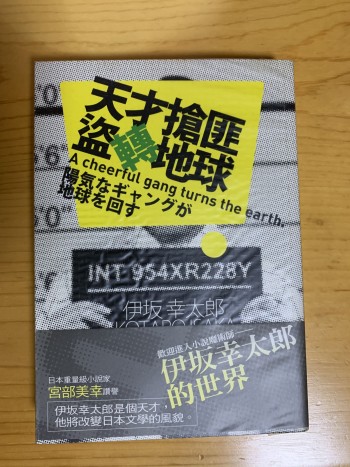 天才搶匪
盜轉地球
A cheerful gang turns the earth.
陽気なギャングが
地球を回す
INT 954XR228Y
伊坂 幸太郎
KOTARO ISAKA
歡迎進入小說魔術師
伊坂幸太郎
的世界
日本重量級小說家
宮部美幸讚譽
伊坂幸太郎是個天才，
他將改變日本文學的風貌。